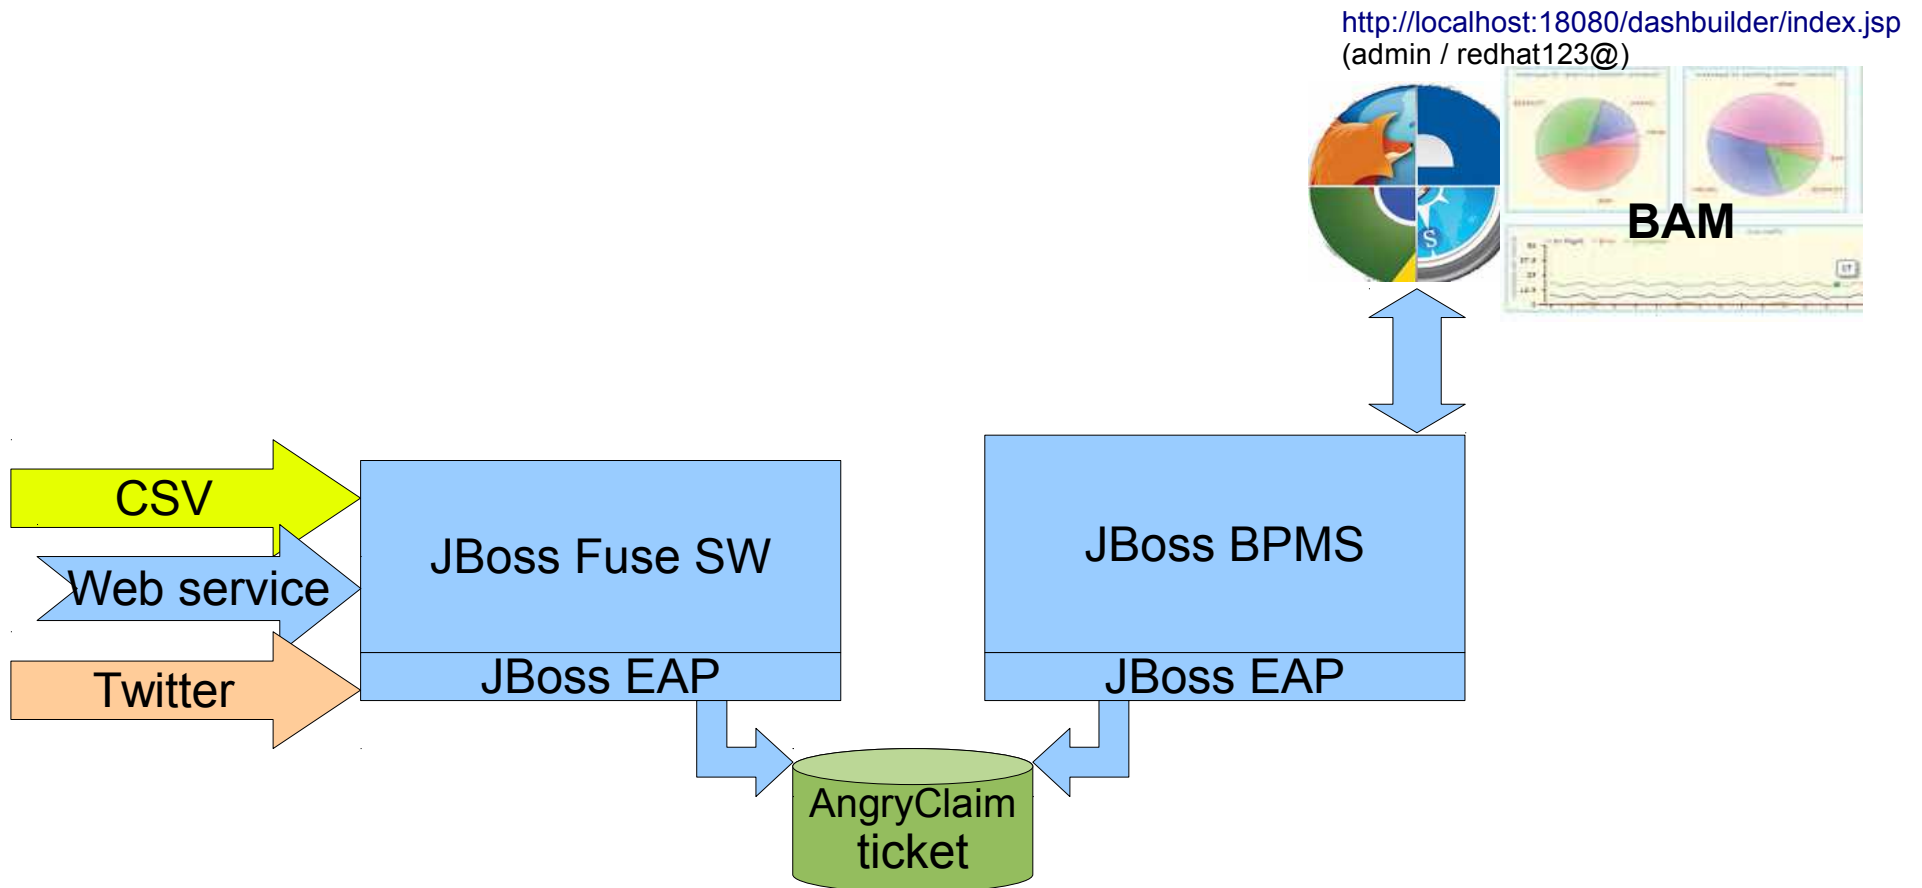 http://localhost:18080/dashbuilder/index.jsp
(admin / redhat123@)
BAM
CSV
Web service
Twitter
JBoss Fuse SW
JBoss EAP
JBoss BPMS
JBoss EAP
AngryClaim
ticket